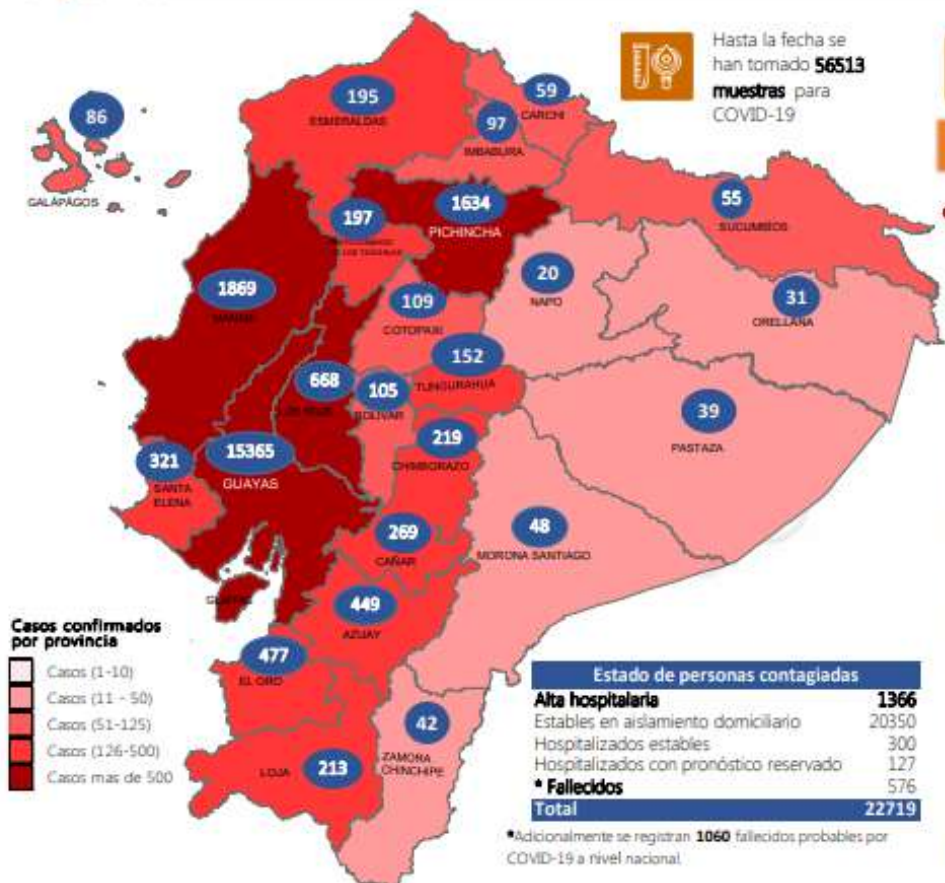 Hasta la fecha se
han tomado 56513
muestras para
COVID-19
86
GALÁPAGOS
195
ESMERALDAS
59
CARCHI
97
IMBABURA
55
SUCUMBIOS
197
1634
PICHINCHA
1869
MANABI
20
NAPO
31
ORELLANA
109
COTOPAXI
152
TUNGURAHUA
668
LOS RIOS
105
BOLIVAR
39
PASTAZA
219
CHIMBORAZO
321
SANTA
ELENA
15365
GUAYAS
269
CAÑAR
48
MORONA SANTIAGO
GUAYAS
449
AZUAY
477
EL ORO
42
ZAMORA
CHINCHIPE
LOJA
213
Casos confirmados
por provincia
Casos (1-10)
Casos (11 - 50)
Casos (51-125)
Casos (126-500)
Casos mas de 500
Estado de personas contagiadas
Alta hospitalaria 1366
Estables en aislamiento domiciliario 20350
Hospitalizados estables 300
Hospitalizados con pronóstico reservado 127
* Fallecidos 576
Total 22719
*Adicionalmente se registran 1060 fallecidos probables por
COVID-19 a nivel nacional